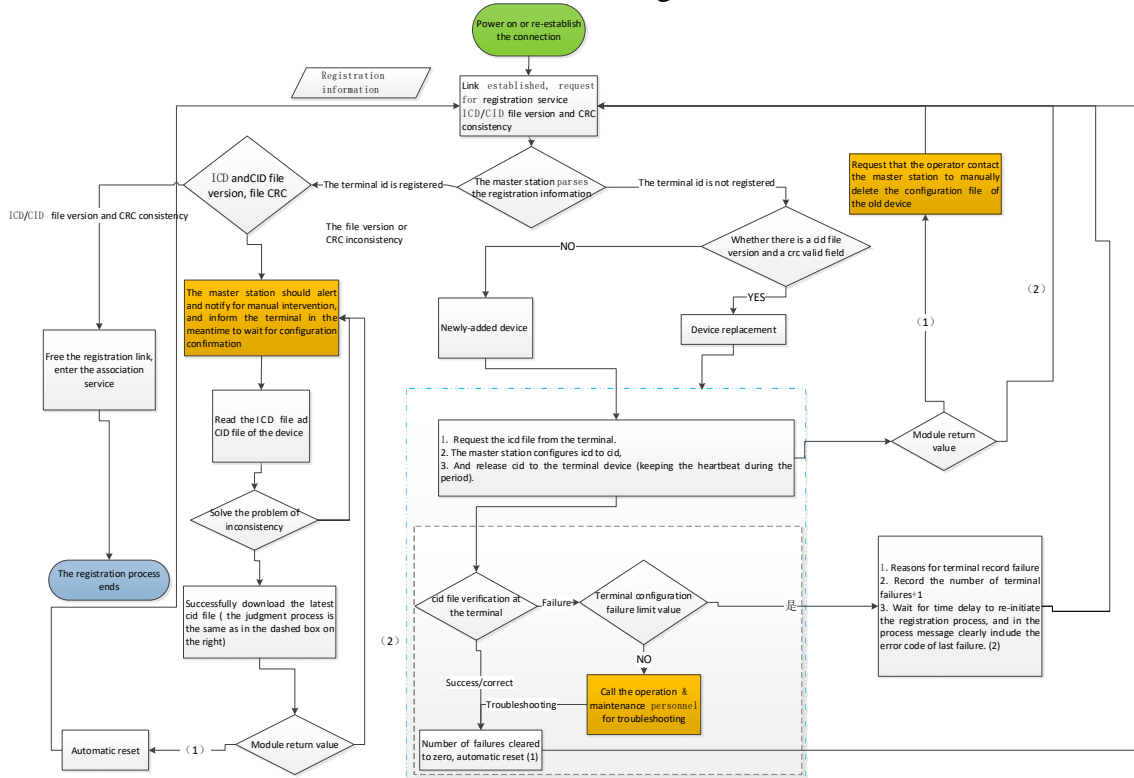 Power on or re-establish
the connection
Registration
information
Link established, request
for registration service
ICD/CID file version and CRC
consistency
ICD andCID file
version, file CRC
The terminal id is registered
The master station parses
the registration information
The terminal id is not registered
Request that the operator contact
the master station to manually
delete the configuration file of
the old device
ICD/CID file version and CRC consistency
The file version or
CRC inconsistency
Whether there is a cid file
version and a crc valid field
NO
YES
The master station should alert
and notify for manual intervention,
and inform the terminal in the
meantime to wait for configuration
confirmation
Newly-added device
Device replacement
(1)
(2)
Free the registration link,
enter the association
service
Read the ICD file ad
CID file of the device
1. Request the icd file from the terminal.
2. The master station configures icd to cid,
3. And release cid to the terminal device (keeping the heartbeat during the
period).
Module return
value
Solve the problem of
inconsistency
The registration process
ends
Successfully download the latest
cid file ( the judgment process is
the same as in the dashed box on
the right)
(2)
cid file verification at
the terminal
Failure
Terminal configuration
failure limit value
是
1. Reasons for terminal record failure
2. Record the number of terminal
failures+1
3. Wait for time delay to re-initiate
the registration process, and in the
process message clearly include the
error code of last failure. (2)
NO
Success/correct
Troubleshooting
Call the operation &
maintenance personnel
for troubleshooting
Automatic reset
(1)
Module return value
Number of failures cleared
to zero, automatic reset (1)